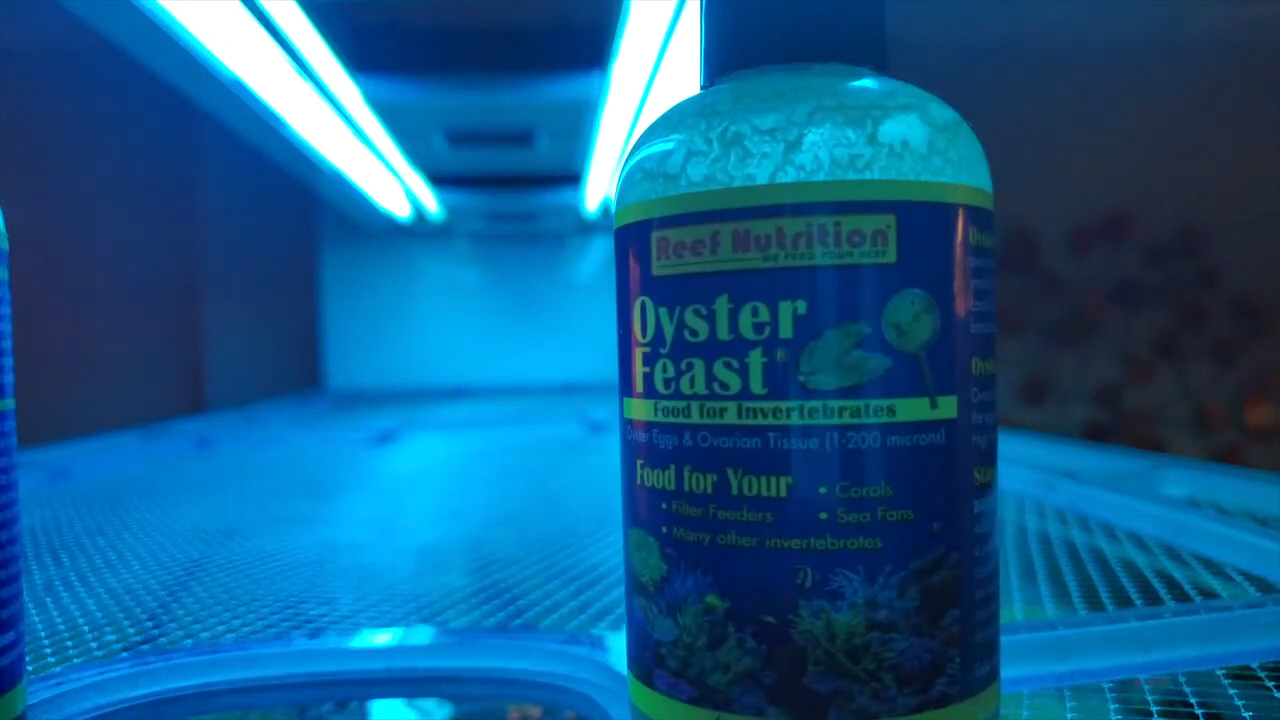 Reef Nutrition
WE FEED YOUR REEF
Oyster
Feast®
Food for Invertebrates
Oyster Eggs & Ovarian Tissue (1-200 microns)
Food for Your
• Corals
• Filter Feeders
• Sea Fans
• Many other invertebrates